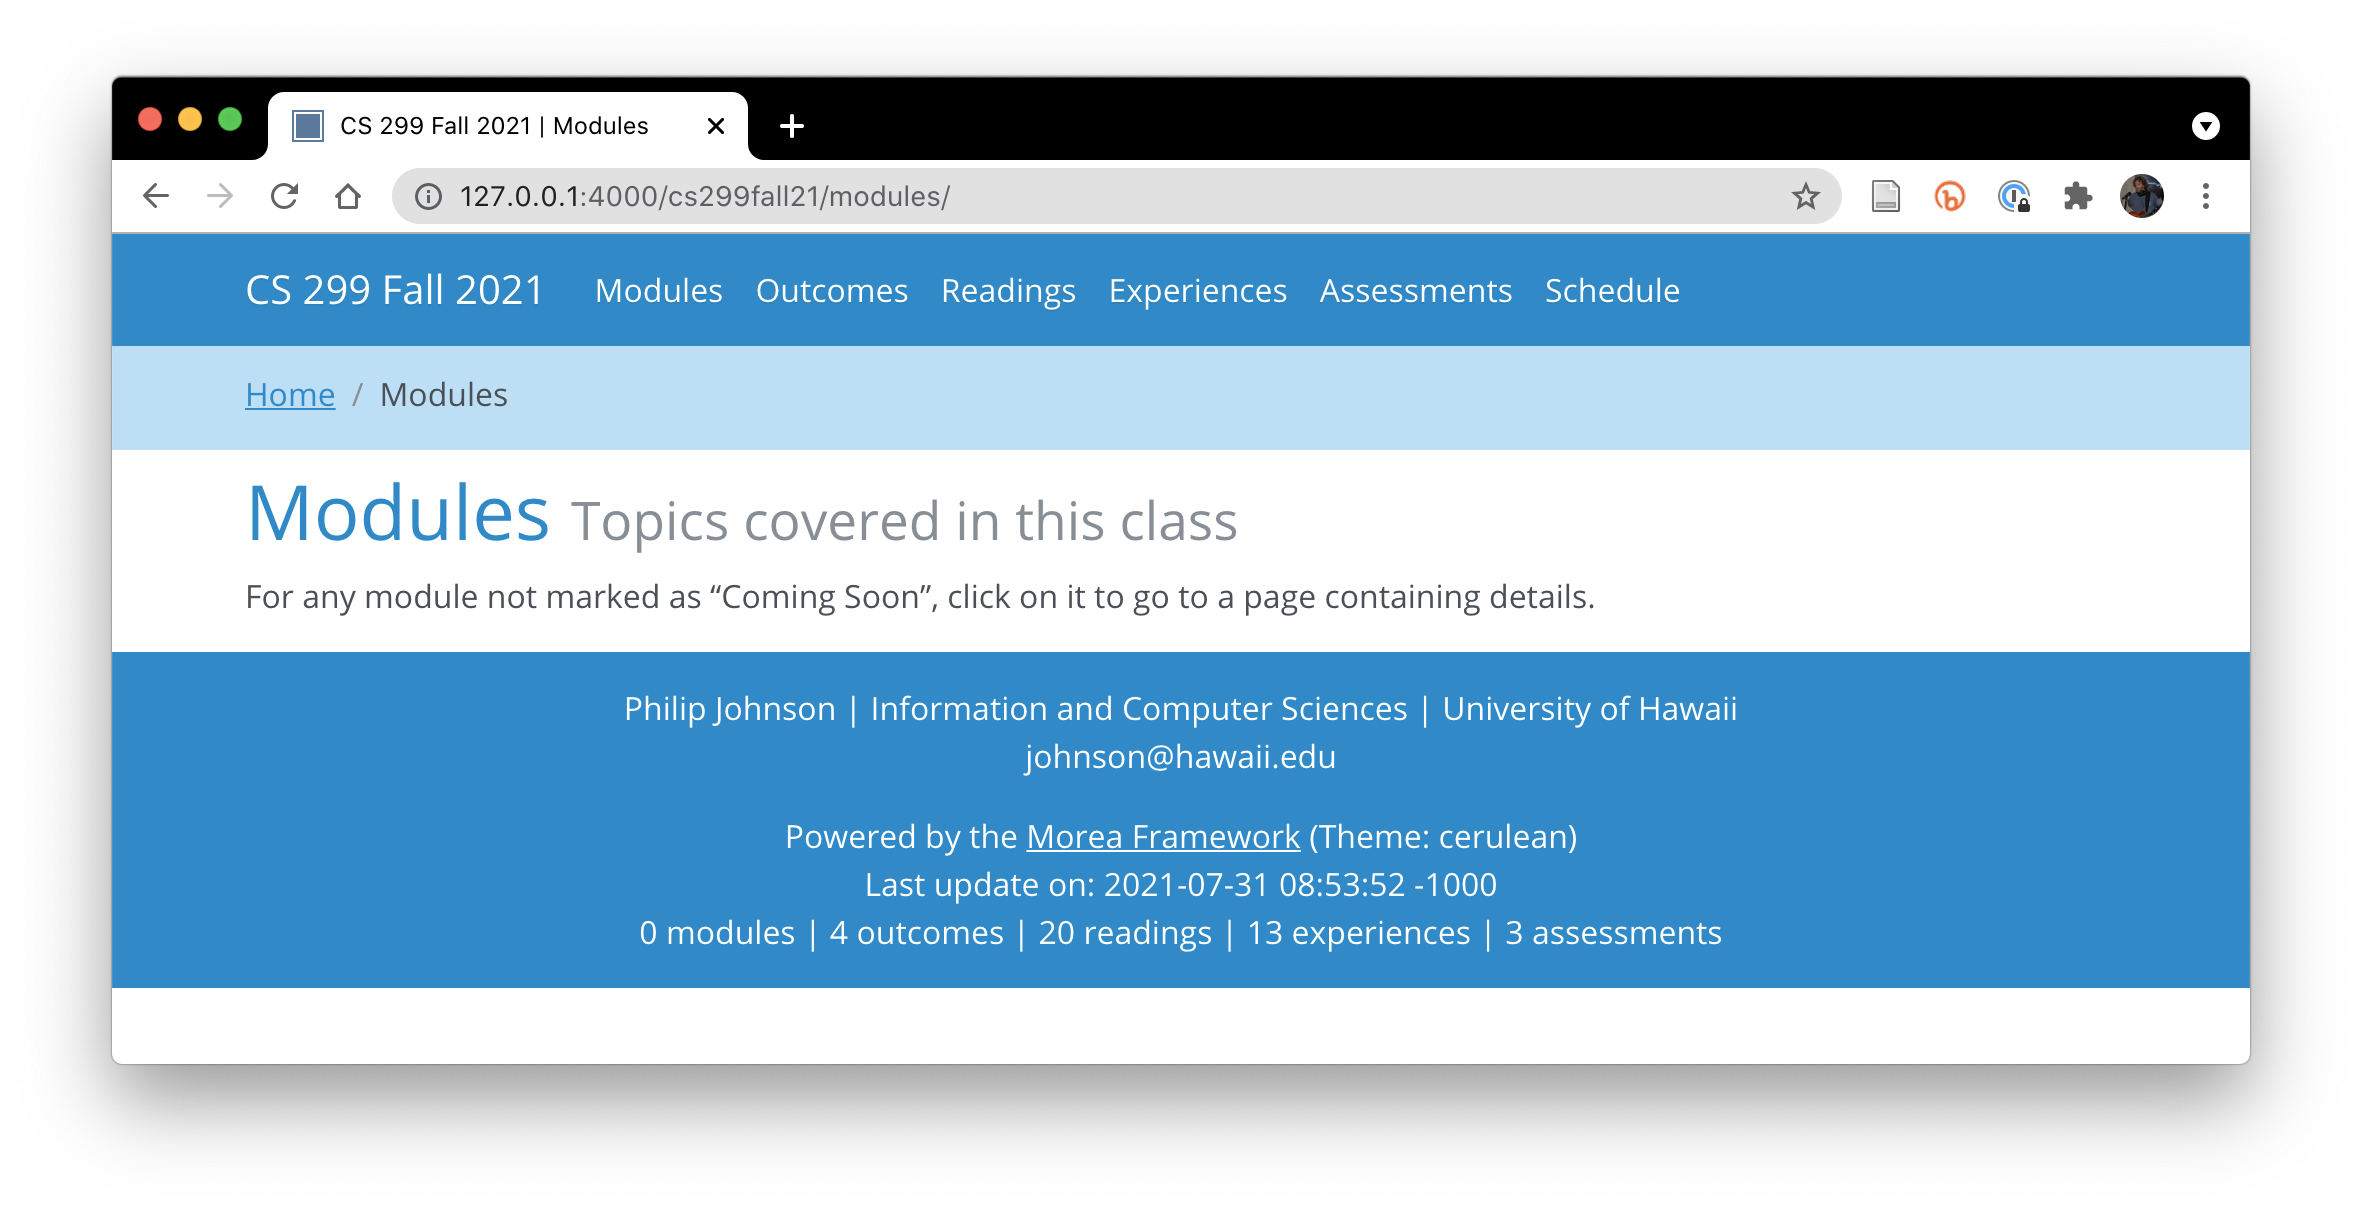 CS 299 Fall 2021 | Modules
127.0.0.1:4000/cs299fall21/modules/
CS 299 Fall 2021 Modules Outcomes Readings Experiences Assessments Schedule
Home / Modules
Modules Topics covered in this class
For any module not marked as “Coming Soon”, click on it to go to a page containing details.
Philip Johnson | Information and Computer Sciences | University of Hawaii
johnson@hawaii.edu
Powered by the Morea Framework (Theme: cerulean)
Last update on: 2021-07-31 08:53:52 -1000
0 modules | 4 outcomes | 20 readings | 13 experiences | 3 assessments